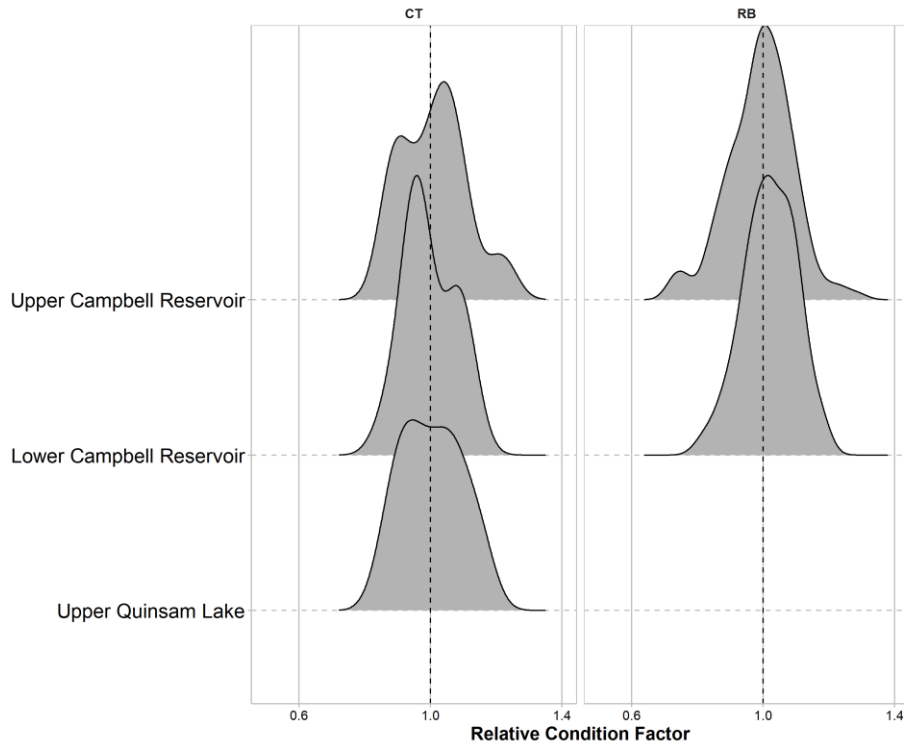 CT
RB
Upper Campbell Reservoir
Lower Campbell Reservoir
Upper Quinsam Lake
0.6 1.0 1.4 0.6 1.0 1.4
Relative Condition Factor